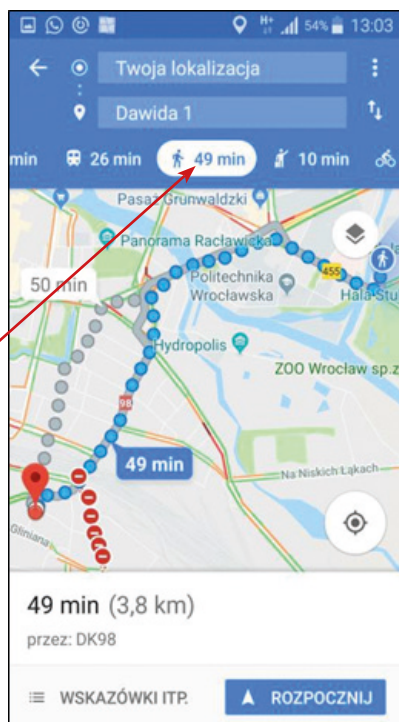 H+ 54% 13:03
Twoja lokalizacja
Dawida 1
min 26 min 49 min 10 min
Pasaż Grunwaldzki
Panorama Racławicka
50 min
Politechnika
Wrocławska
455
Hala Stu
Hydropolis
ZOO Wrocław sp.z
98
49 min
Na Niskich Łąkach
Gliniana
49 min (3,8 km)
przez: DK98
WSKAZÓWKI ITP. ROZPOCZNIJ